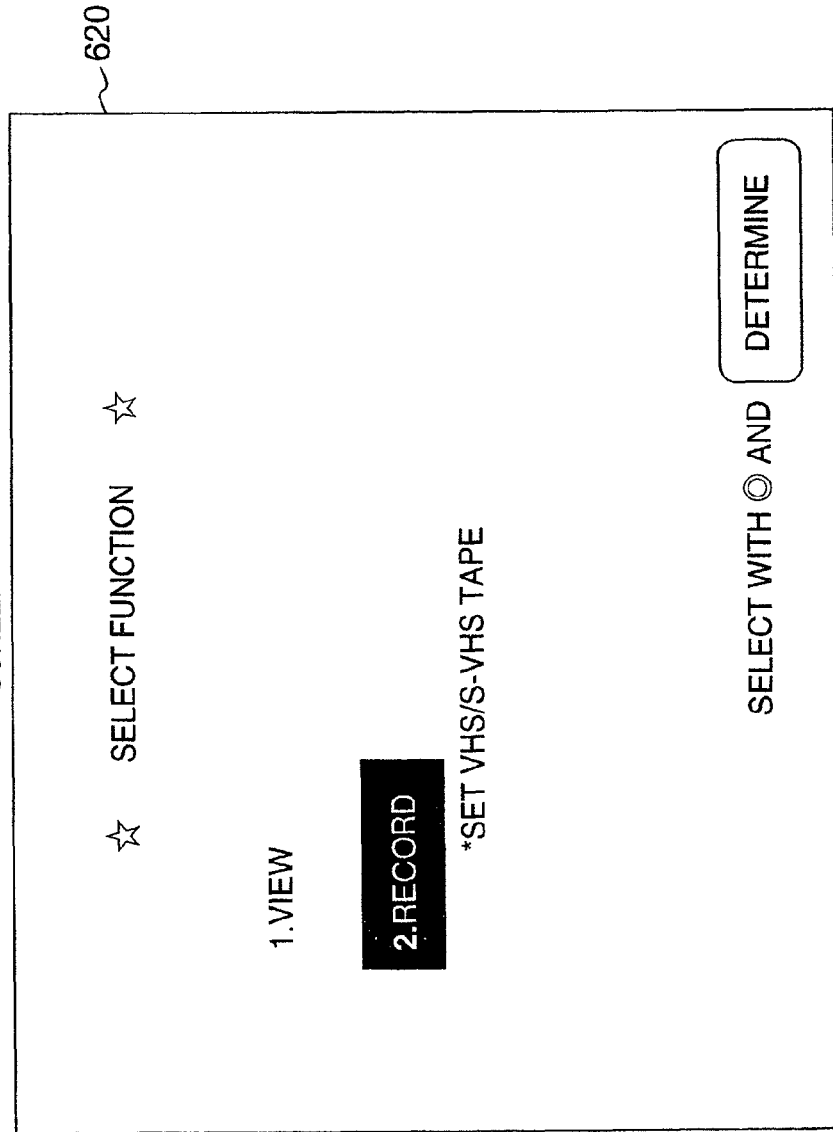 620
☆ SELECT FUNCTION ☆
1.VIEW
2.RECORD
*SET VHS/S-VHS TAPE
SELECT WITH ◎ AND DETERMINE